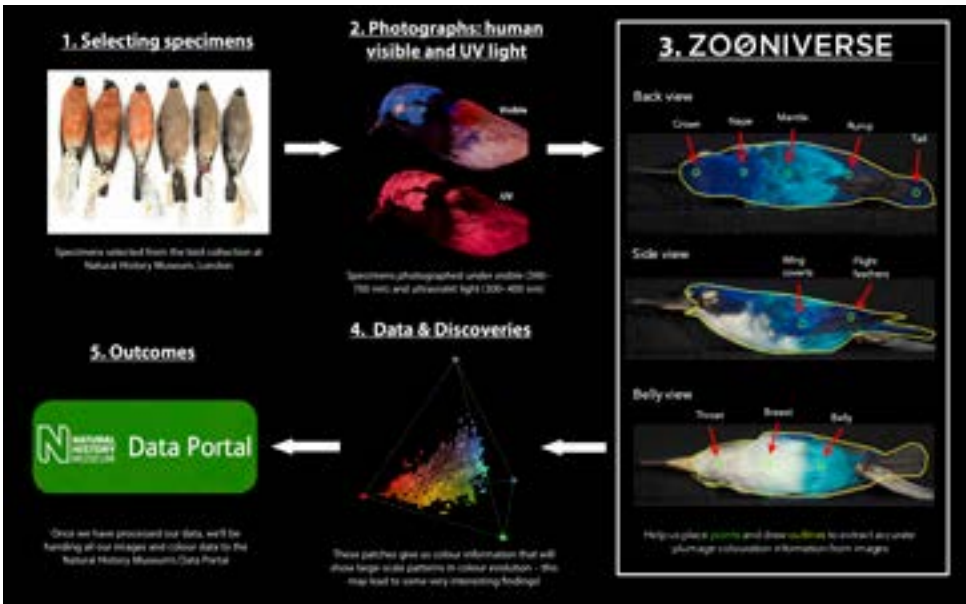 1. Selecting specimens
Specimens selected from the bird collection at
Natural History Museum, London
2. Photographs: human
visible and UV light
Visible
UV
Specimens photographed under visible (390–
700 nm) and ultraviolet light (300–400 nm)
3. ZOONIVERSE
Back view
Crown
Nape
Mantle
Rump
Tail
Side view
Wing
coverts
Flight
feathers
Belly view
Throat
Breast
Belly
Help us place points and draw outlines to extract accurate
plumage colouration information from images
4. Data & Discoveries
These patches give us colour information that will
show large scale patterns in colour evolution - this
may lead to some very interesting findings!
5. Outcomes
NATURAL
HISTORY
MUSEUM
Data Portal
Once we have processed our data, we'll be
handing all our images and colour data to the
Natural History Museum's Data Portal